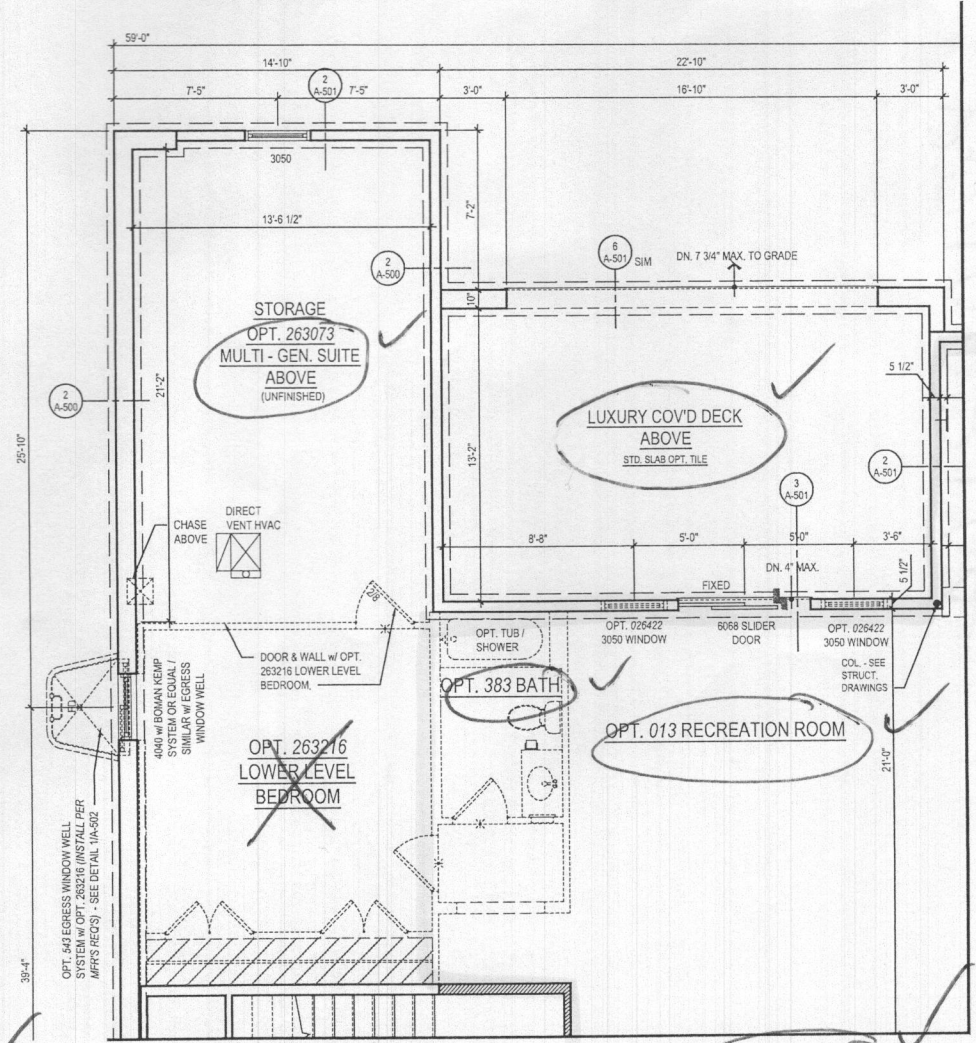 59'-0"
14'-10"
22'-10"
7'-5"
2
A-501
7'-5"
3'-0"
16'-10"
3'-0"
3050
13'-6 1/2"
7'-2"
2
A-500
6
A-501
SIM
DN. 7 3/4" MAX. TO GRADE
10"
STORAGE
OPT. 263073
MULTI - GEN. SUITE
ABOVE
(UNFINISHED)
21'-2"
2
A-500
25'-10"
5 1/2"
LUXURY COV'D DECK
ABOVE
STD. SLAB OPT. TILE
13'-2"
2
A-501
3
A-501
CHASE
ABOVE
DIRECT
VENT HVAC
8'-8"
5'-0"
5'-0"
3'-6"
DN. 4" MAX.
5 1/2"
FIXED
2/8
OPT. TUB /
SHOWER
OPT. 026422
3050 WINDOW
6068 SLIDER
DOOR
OPT. 026422
3050 WINDOW
COL. - SEE
STRUCT.
DRAWINGS
DOOR & WALL w/ OPT.
263216 LOWER LEVEL
BEDROOM.
4040 w/ BOMAN KEMP
SYSTEM OR EQUAL /
SIMILAR w/ EGRESS
WINDOW WELL
OPT. 383 BATH
OPT. 013 RECREATION ROOM
21'-0"
OPT. 263216
LOWER LEVEL
BEDROOM
OPT. 543 EGRESS WINDOW WELL
SYSTEM w/ OPT. 263216 (INSTALL PER
MFR'S REQ'S) - SEE DETAIL 1/A-502
39'-4"